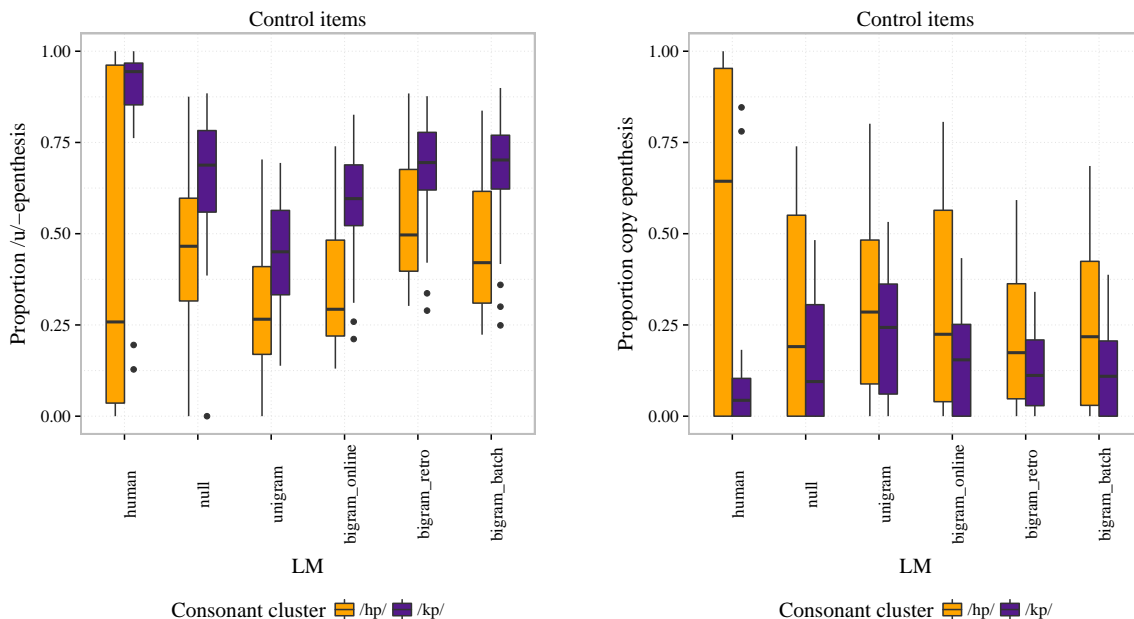 Control items
Proportion /u/-epenthesis
1.00
0.75
0.50
0.25
0.00
human
null
unigram
bigram_online
bigram_retro
bigram_batch
LM
Consonant cluster /hp/ /kp/
Control items
Proportion copy epenthesis
1.00
0.75
0.50
0.25
0.00
human
null
unigram
bigram_online
bigram_retro
bigram_batch
LM
Consonant cluster /hp/ /kp/